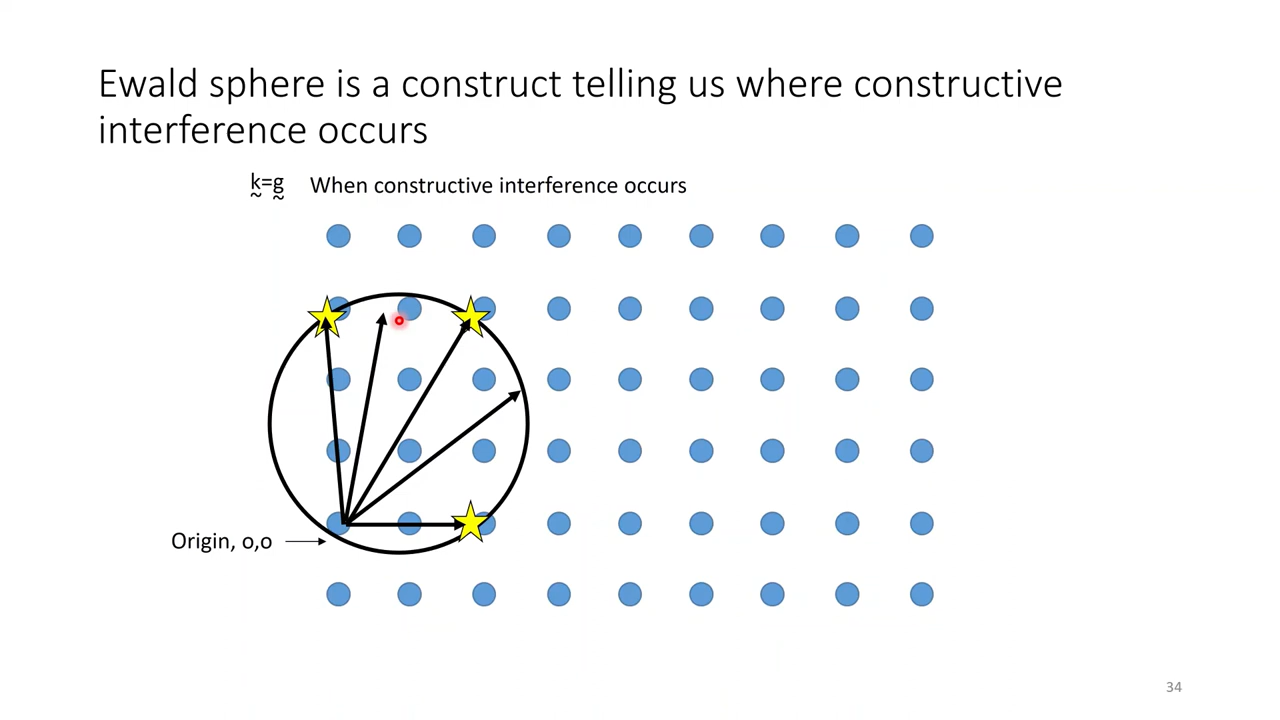 Ewald sphere is a construct telling us where constructive
interference occurs
k=g When constructive interference occurs
~ ~
Origin, o,o
34